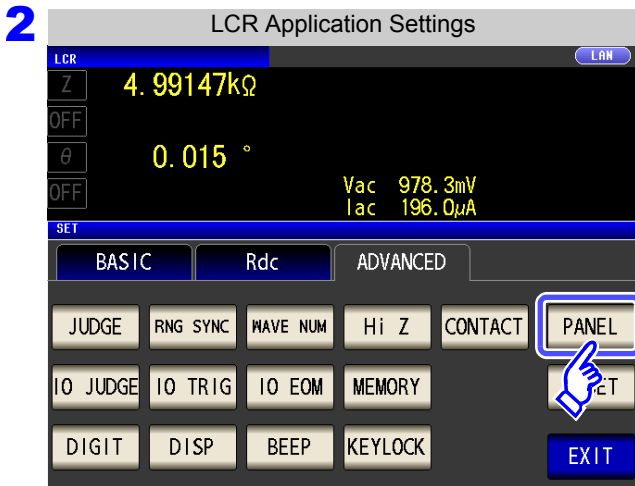 2
LCR Application Settings
LCR LAN
Z 4.99147kΩ
OFF
θ 0.015 °
OFF
Vac 978.3mV
Iac 196.0μA
SET
BASIC Rdc ADVANCED
JUDGE RNG SYNC WAVE NUM Hi Z CONTACT PANEL
IO JUDGE IO TRIG IO EOM MEMORY
DIGIT DISP BEEP KEYLOCK EXIT